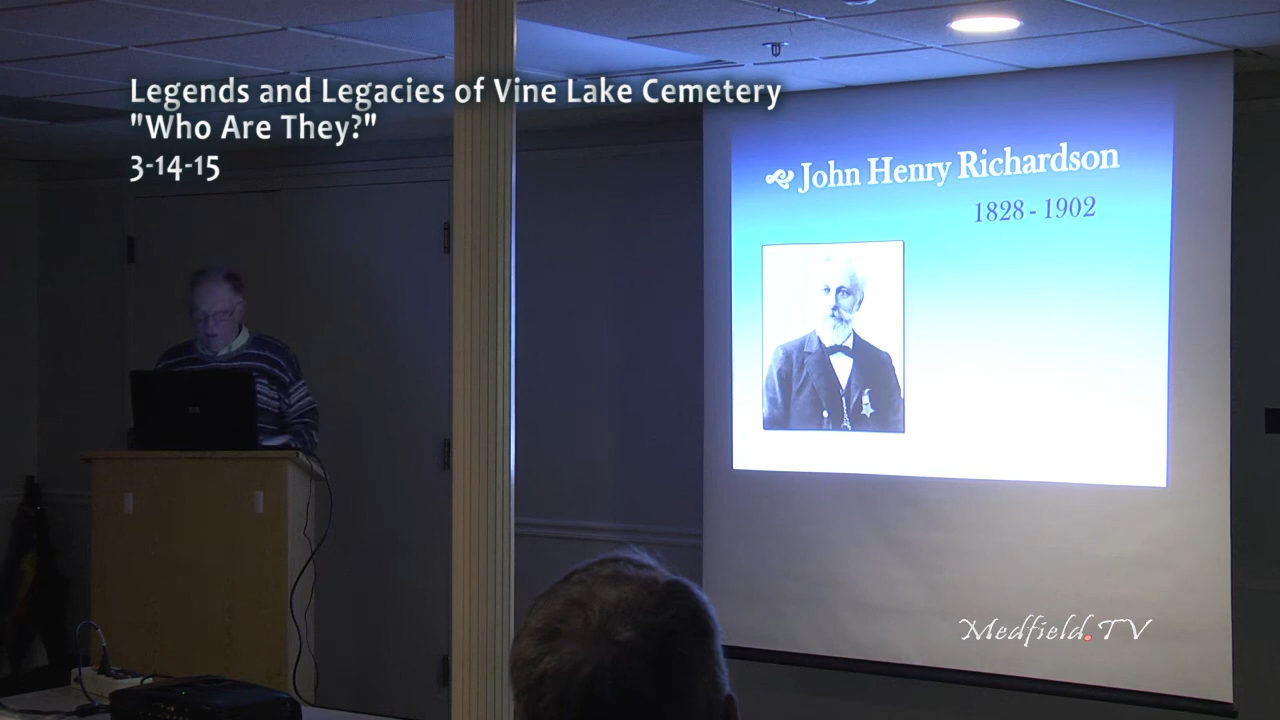 Legends and Legacies of Vine Lake Cemetery
"Who Are They?"
3-14-15
John Henry Richardson
1828 - 1902
Medfield.TV